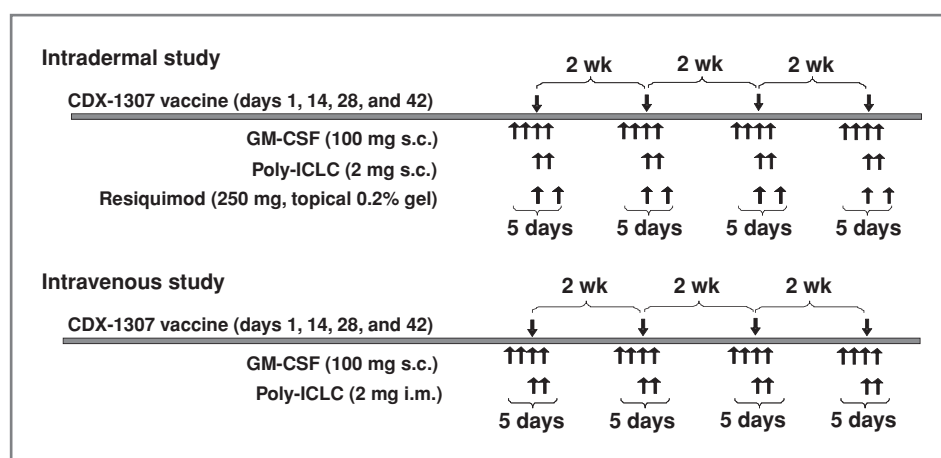 Intradermal study
2 wk 2 wk 2 wk
CDX-1307 vaccine (days 1, 14, 28, and 42)
GM-CSF (100 mg s.c.)
Poly-ICLC (2 mg s.c.)
Resiquimod (250 mg, topical 0.2% gel)
5 days 5 days 5 days 5 days
Intravenous study
2 wk 2 wk 2 wk
CDX-1307 vaccine (days 1, 14, 28, and 42)
GM-CSF (100 mg s.c.)
Poly-ICLC (2 mg i.m.)
5 days 5 days 5 days 5 days